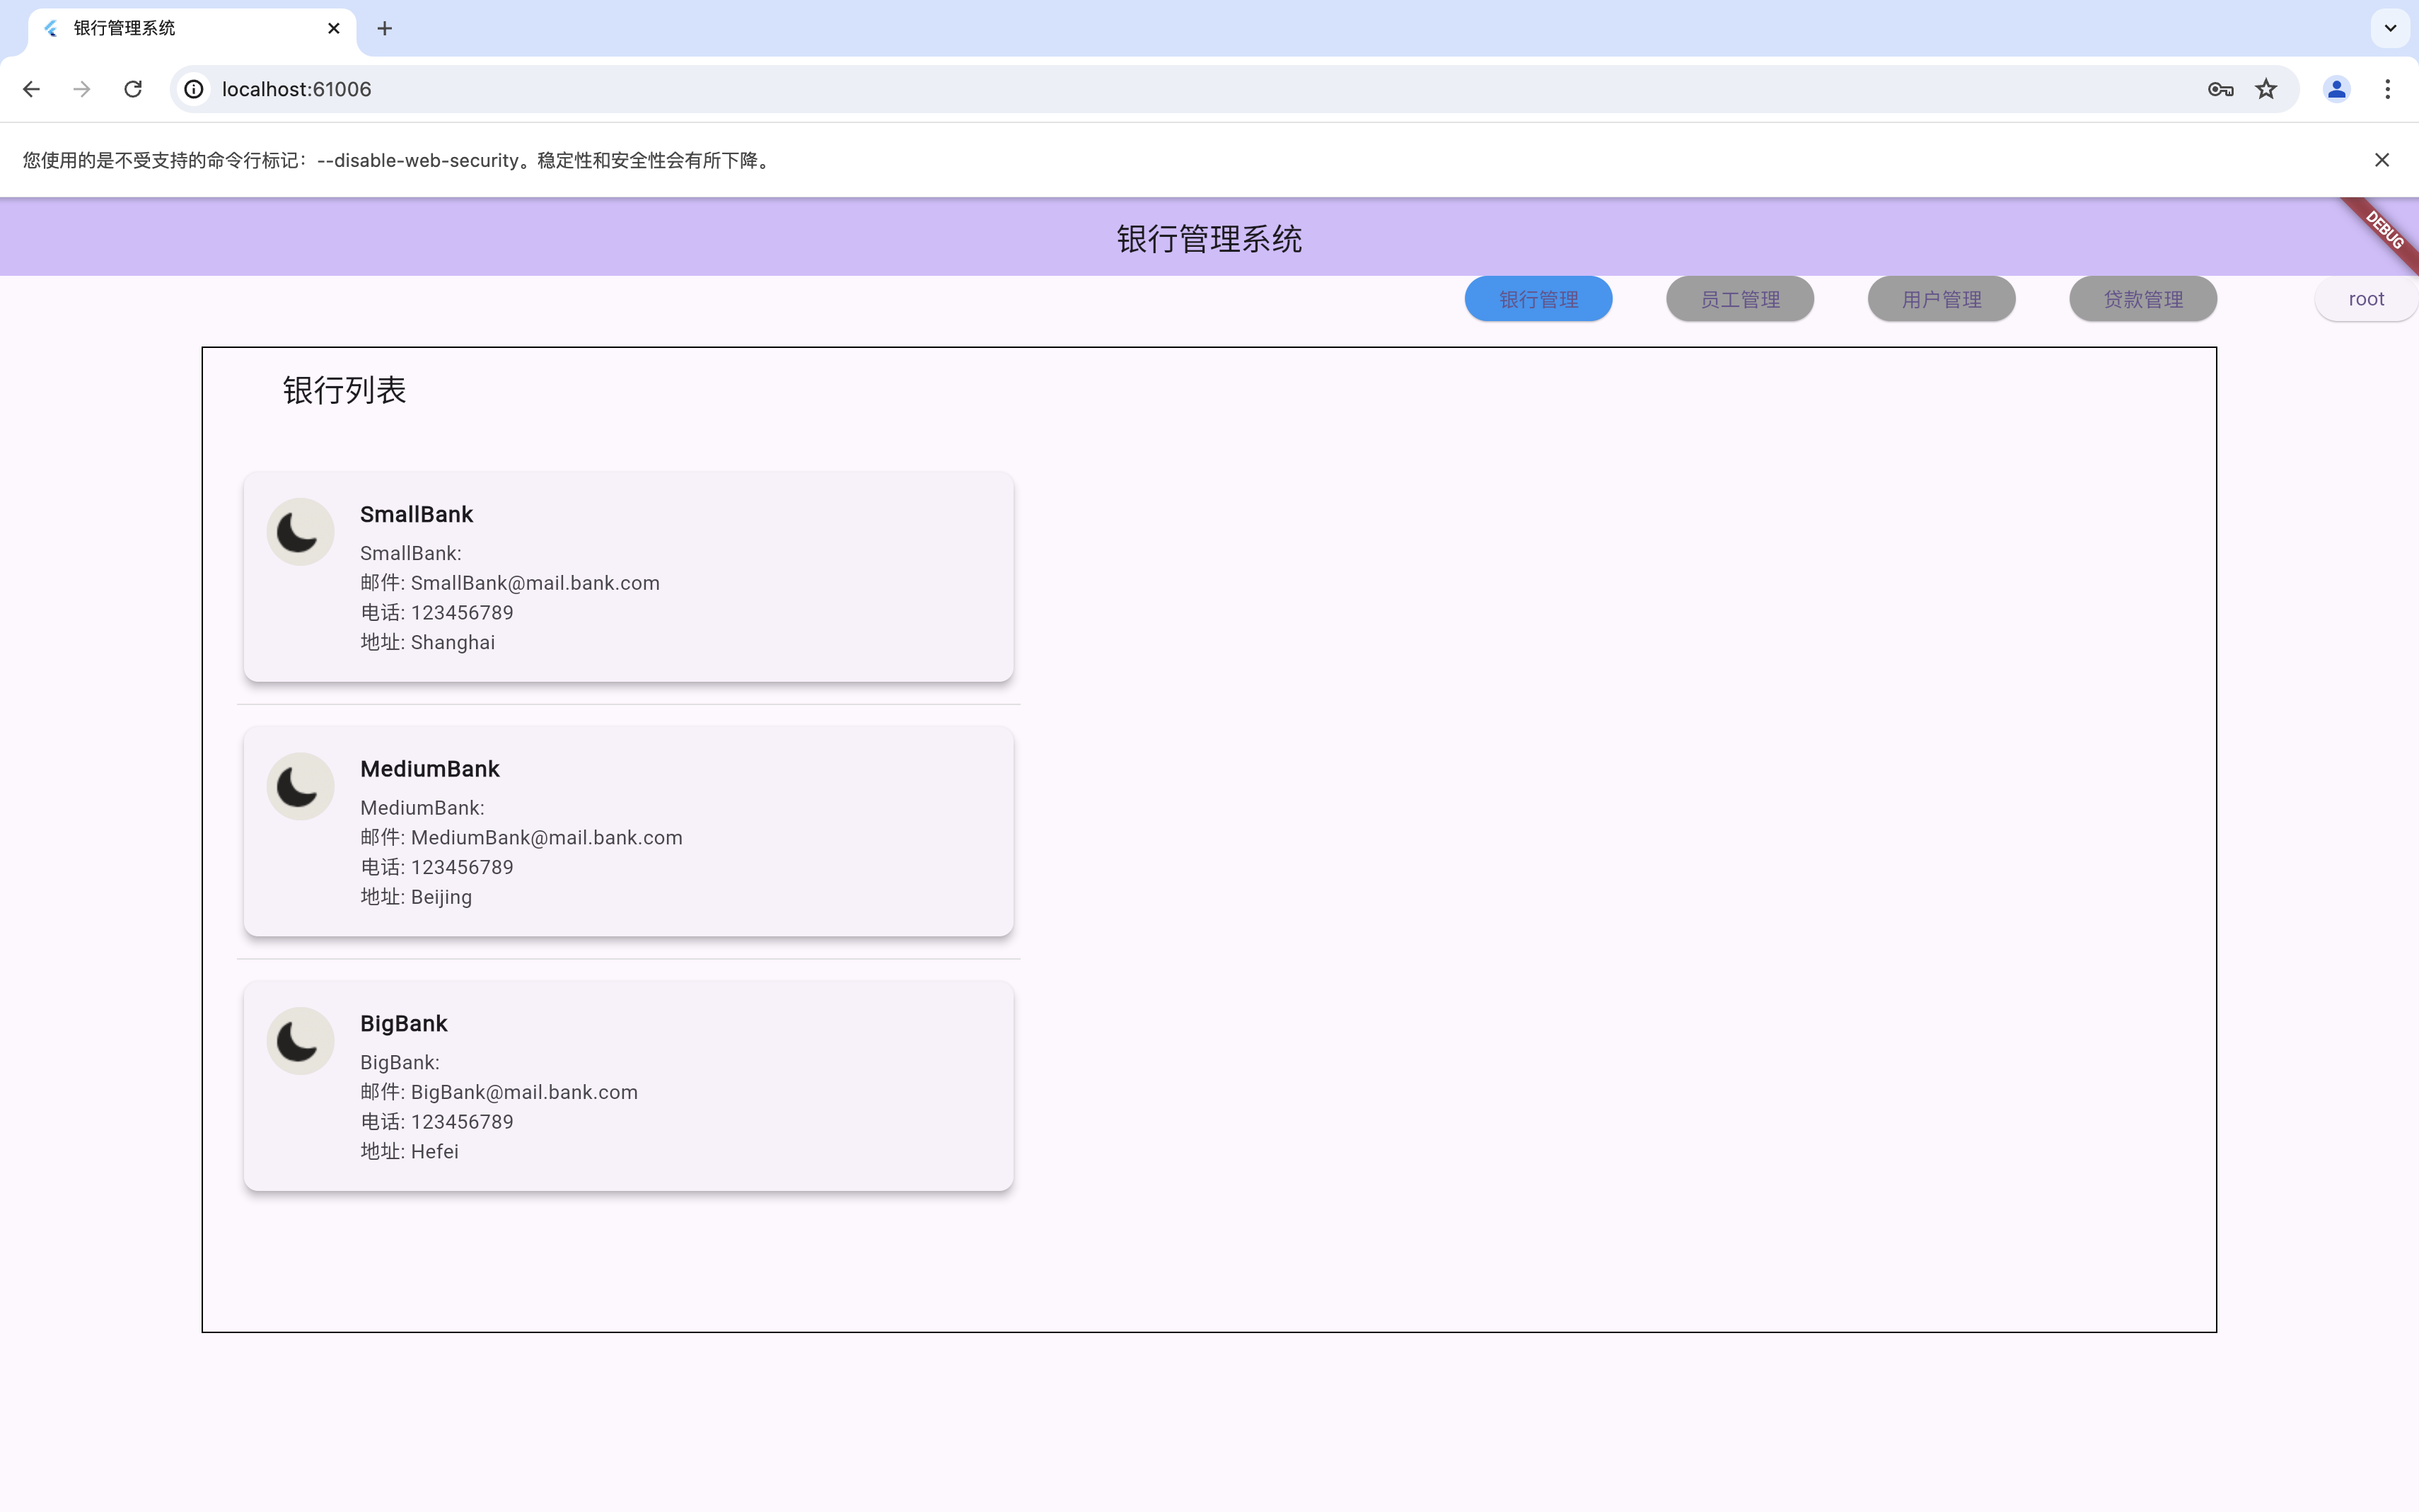 银行管理系统
localhost:61006
您使用的是不受支持的命令行标记：--disable-web-security。稳定性和安全性会有所下降。
银行管理系统
DEBUG
银行管理 员工管理 用户管理 贷款管理 root
银行列表
SmallBank
SmallBank:
邮件: SmallBank@mail.bank.com
电话: 123456789
地址: Shanghai
MediumBank
MediumBank:
邮件: MediumBank@mail.bank.com
电话: 123456789
地址: Beijing
BigBank
BigBank:
邮件: BigBank@mail.bank.com
电话: 123456789
地址: Hefei